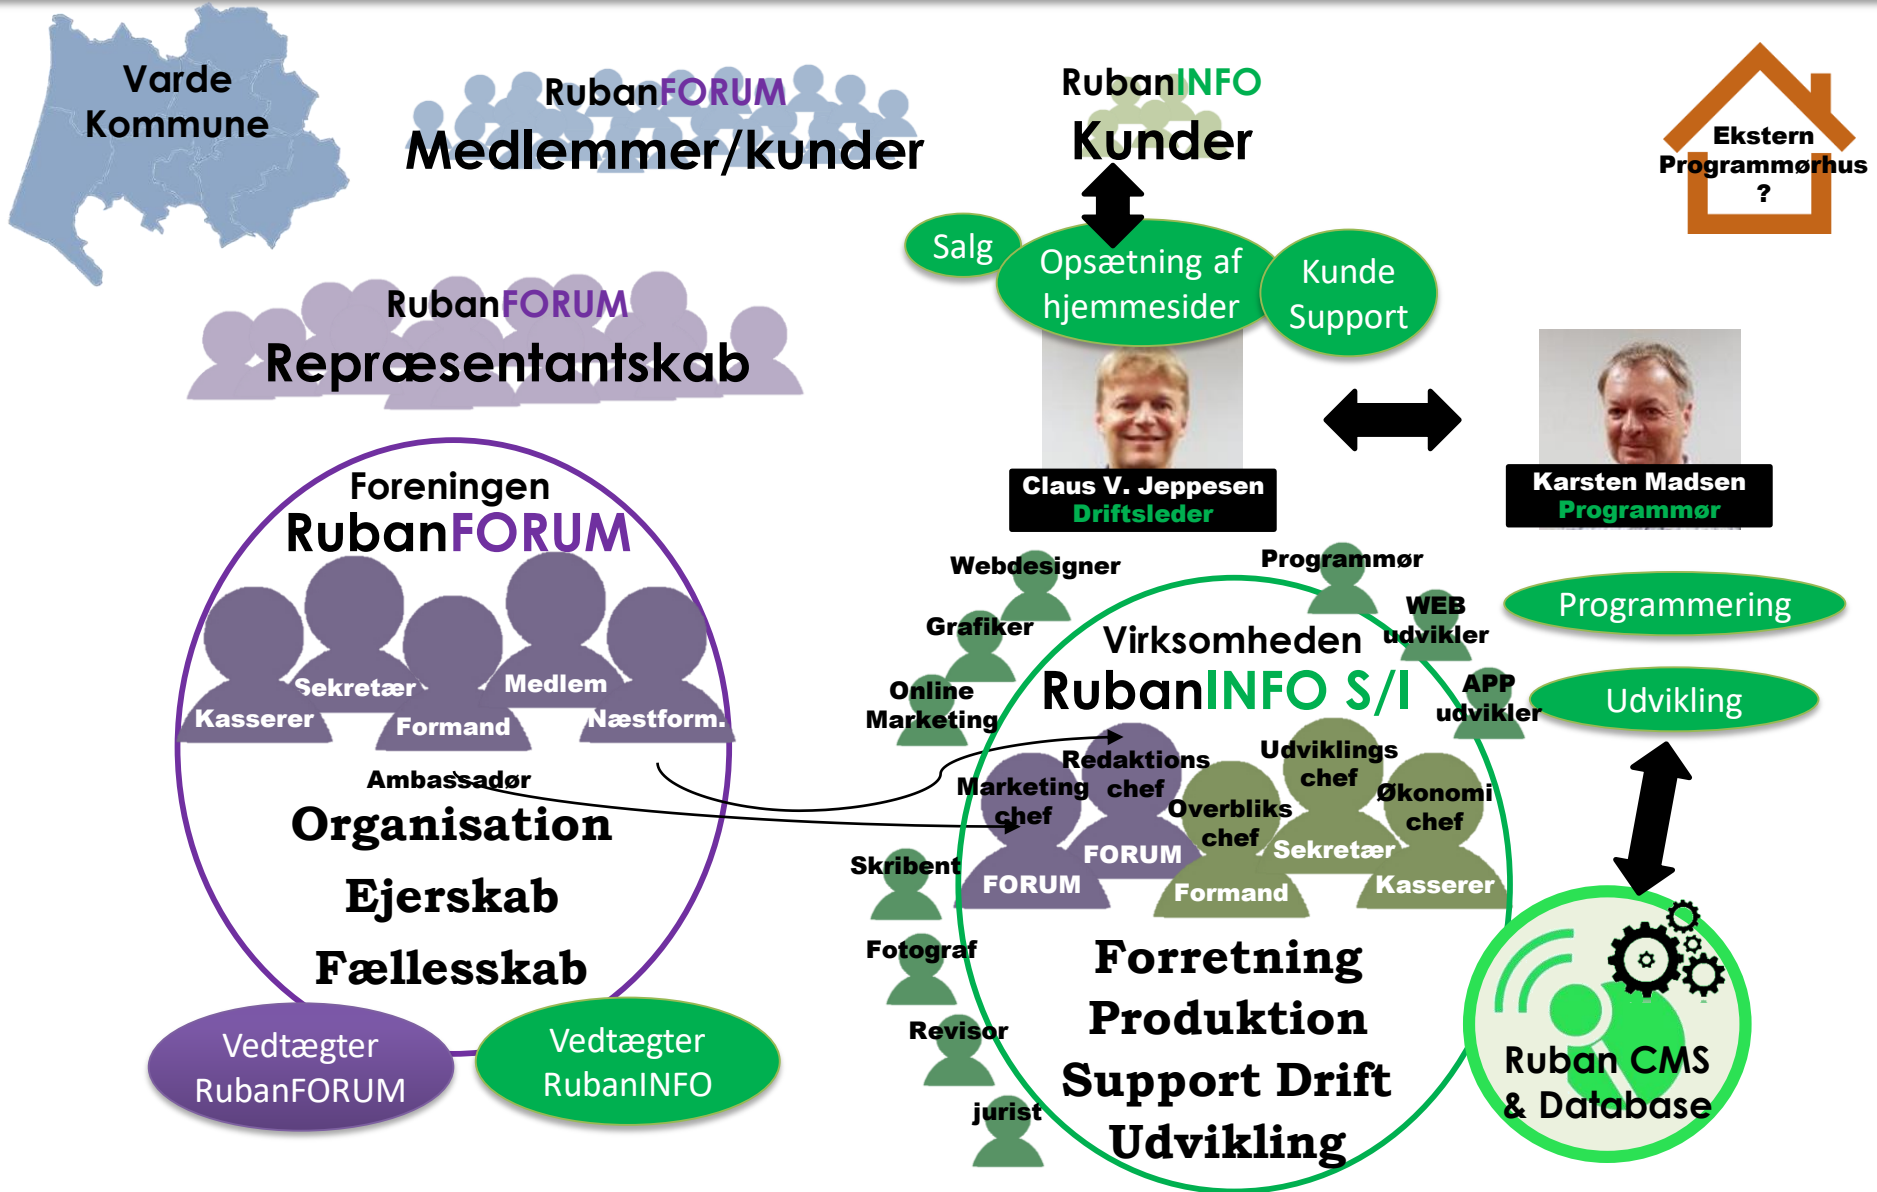 Varde
Kommune
RubanFORUM
Medlemmer/kunder
RubanINFO
Kunder
Ekstern
Programmørhus
?
Salg
Opsætning af
hjemmesider
Kunde
Support
RubanFORUM
Repræsentantskab
Claus V. Jeppesen
Driftsleder
Karsten Madsen
Programmør
Foreningen
RubanFORUM
Sekretær
Medlem
Kasserer
Formand
Næstform.
Ambassadør
Organisation
Ejerskab
Fællesskab
Vedtægter
RubanFORUM
Vedtægter
RubanINFO
Webdesigner
Grafiker
Online
Marketing
Programmør
WEB
udvikler
APP
udvikler
Programmering
Udvikling
Virksomheden
RubanINFO S/I
Marketing
chef
FORUM
Redaktions
chef
FORUM
Overbliks
chef
Formand
Udviklings
chef
Sekretær
Økonomi
chef
Kasserer
Skribent
Fotograf
Revisor
jurist
Forretning
Produktion
Support Drift
Udvikling
Ruban CMS
& Database